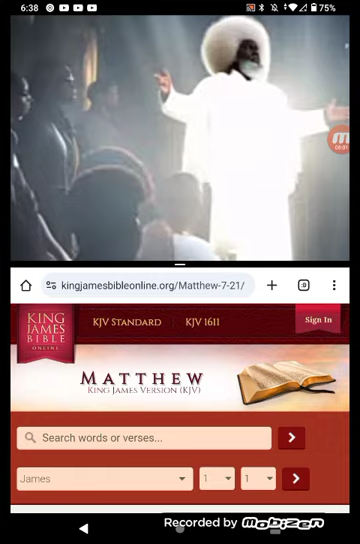 6:38
75%
kingjamesbibleonline.org/Matthew-7-21/
KING
JAMES
BIBLE
ONLINE
KJV STANDARD
KJV 1611
Sign In
MATTHEW
KING JAMES VERSION (KJV)
Search words or verses...
James
1
1
Recorded by Mobizen